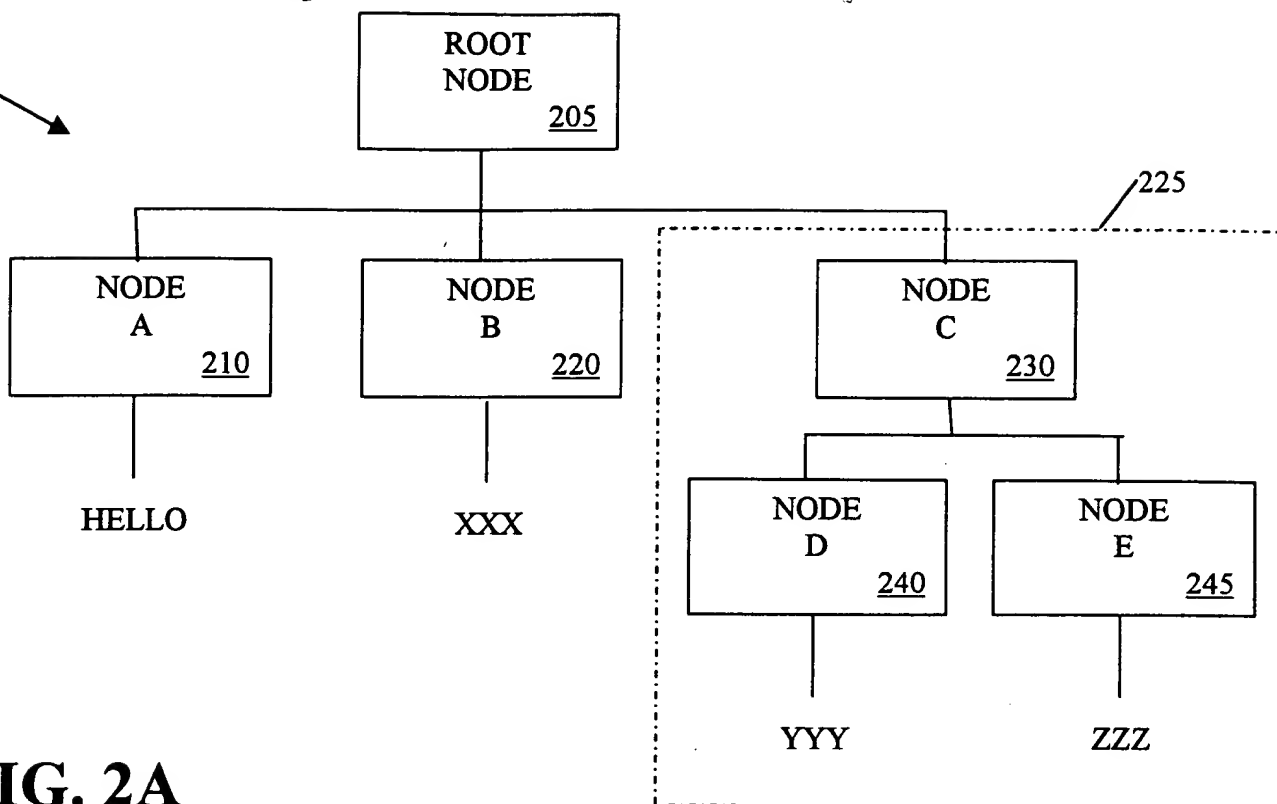 ROOT
NODE
205
225
NODE
A
210
NODE
B
220
NODE
C
230
HELLO
XXX
NODE
D
240
NODE
E
245
YYY
ZZZ
IG. 2A